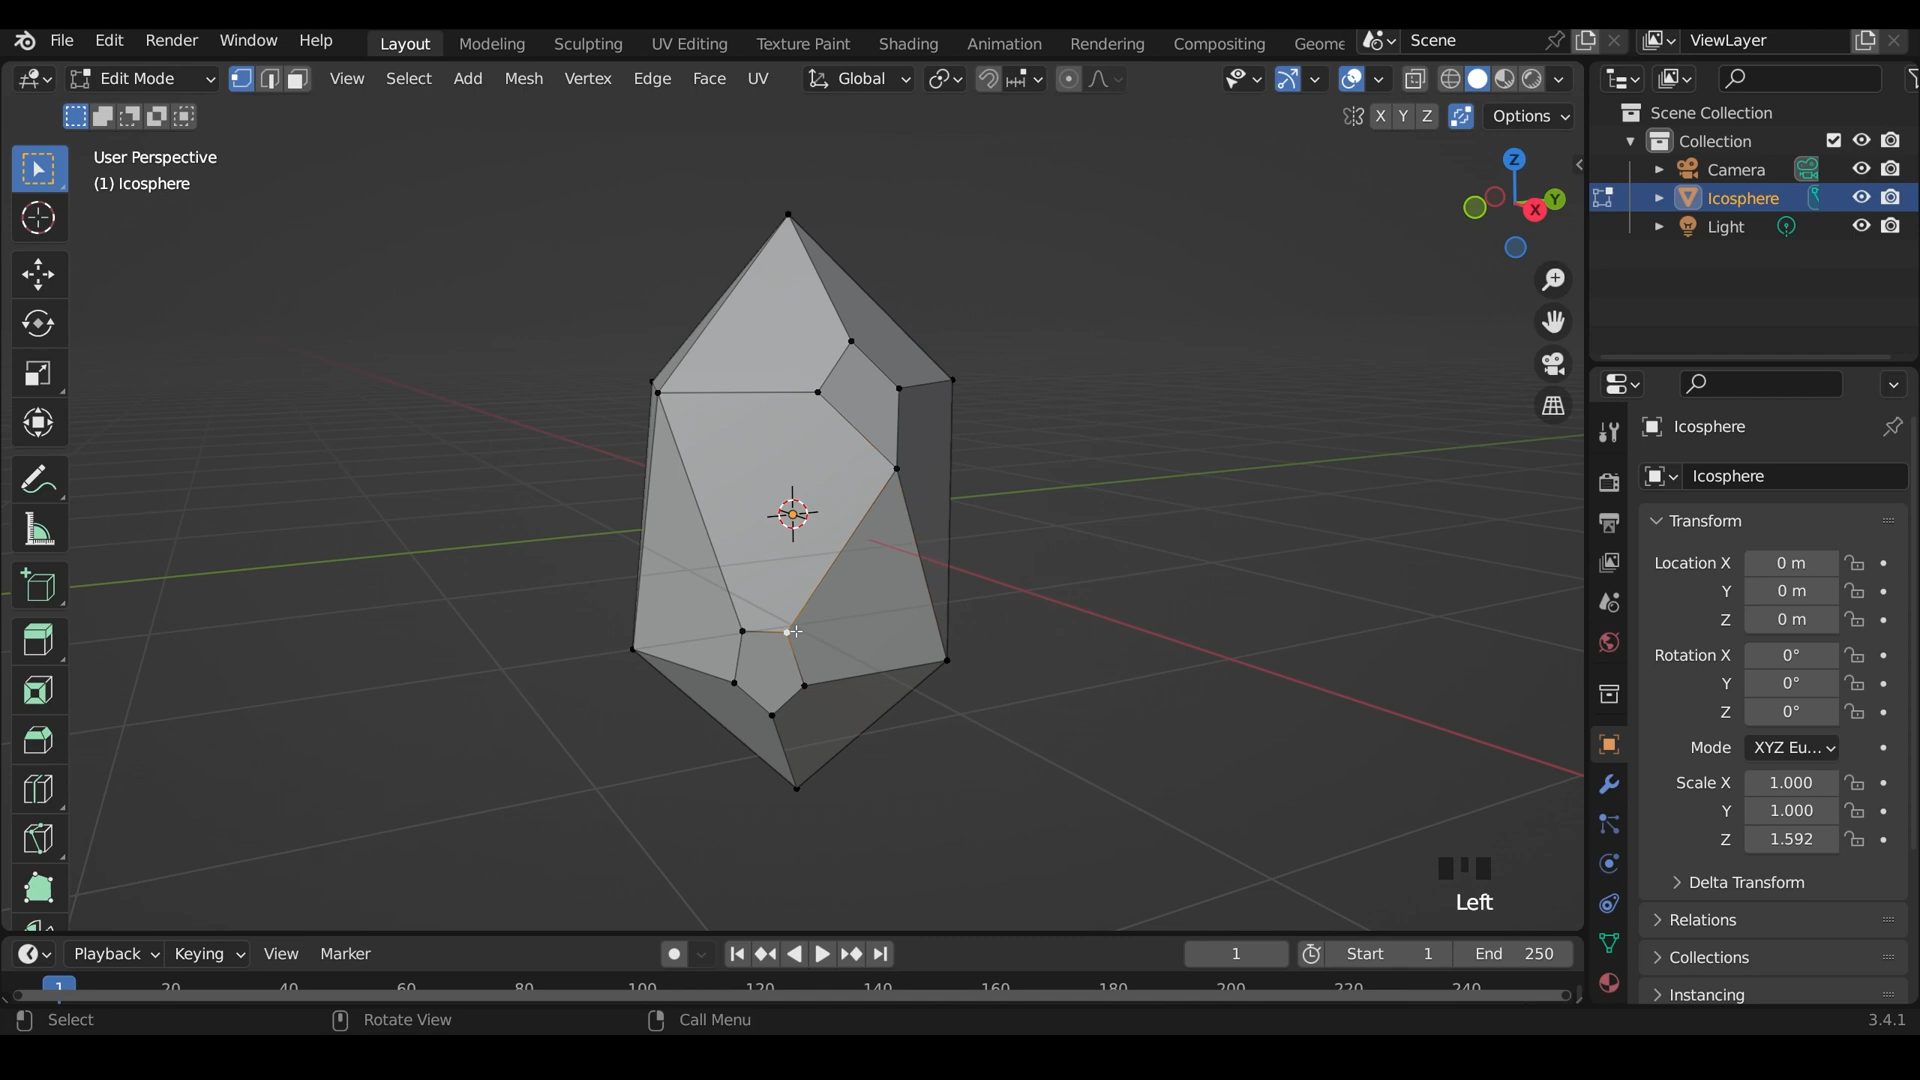 File Edit Render Window Help Layout Modeling Sculpting UV Editing Texture Paint Shading Animation Rendering Compositing Geome Scene ViewLayer
Edit Mode View Select Add Mesh Vertex Edge Face UV Global
X Y Z Options
User Perspective
(1) Icosphere
Z
Y
X
Scene Collection
Collection
Camera
Icosphere
Light
Icosphere
Icosphere
Transform
Location X 0 m
Y 0 m
Z 0 m
Rotation X 0°
Y 0°
Z 0°
Mode XYZ Eu...
Scale X 1.000
Y 1.000
Z 1.592
Delta Transform
Relations
Collections
Instancing
Left
Playback Keying View Marker 1 Start 1 End 250
1 20 40 60 80 100 120 140 160 180 200 220 240
Select Rotate View Call Menu 3.4.1